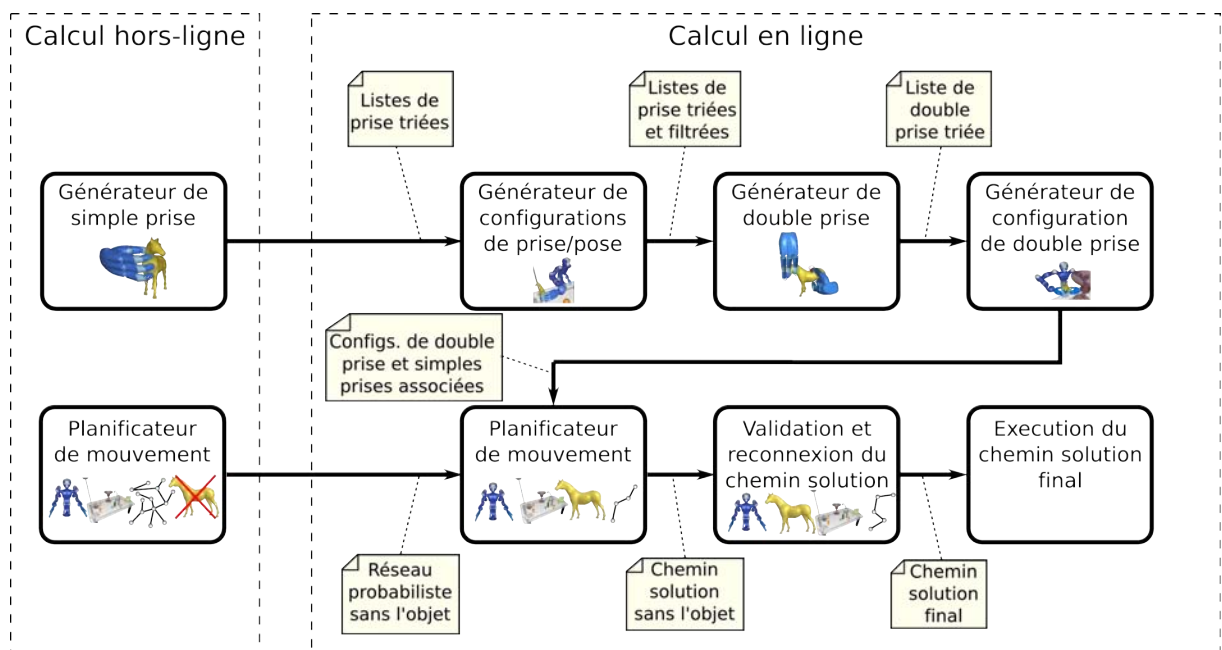 Calcul hors-ligne
Calcul en ligne
Listes de
prise triées
Listes de
prise triées
et filtrées
Liste de
double
prise triée
Générateur de
simple prise
Générateur de
configurations
de prise/pose
Générateur de
double prise
Générateur de
configuration
de double prise
Configs. de double
prise et simples
prises associées
Planificateur
de mouvement
Planificateur
de mouvement
Validation et
reconnexion du
chemin solution
Execution du
chemin solution
final
Réseau
probabiliste
sans l'objet
Chemin
solution
sans l'objet
Chemin
solution
final